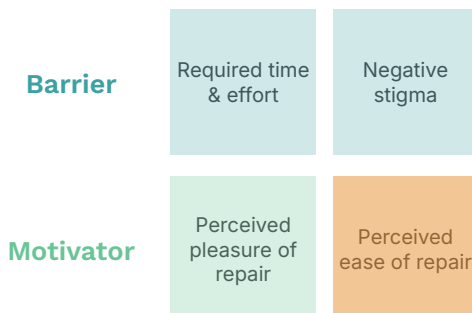 Barrier
Required time
& effort
Negative
stigma
Motivator
Perceived
pleasure of
repair
Perceived
ease of repair